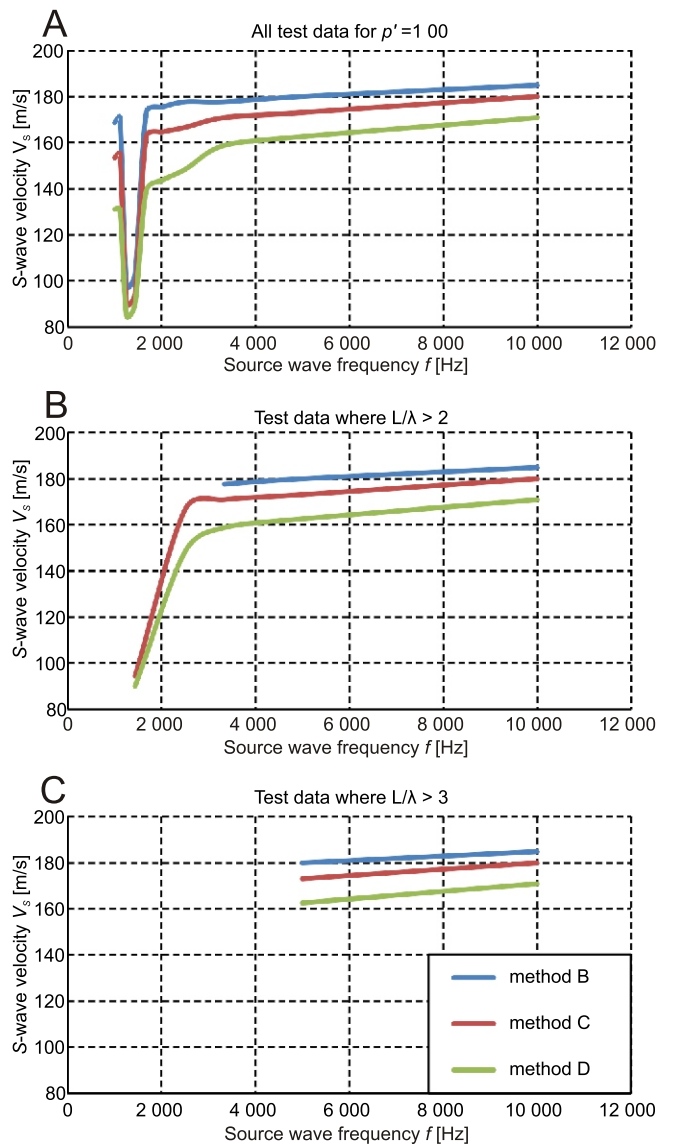 A
All test data for p' =1 00
200
180
160
140
120
100
80
S-wave velocity Vs [m/s]
0 2 000 4 000 6 000 8 000 10 000 12 000
Source wave frequency f [Hz]
B
Test data where L/λ > 2
200
180
160
140
120
100
80
S-wave velocity Vs [m/s]
0 2 000 4 000 6 000 8 000 10 000 12 000
Source wave frequency f [Hz]
C
Test data where L/λ > 3
200
180
160
140
120
100
80
S-wave velocity Vs [m/s]
method B
method C
method D
0 2 000 4 000 6 000 8 000 10 000 12 000
Source wave frequency f [Hz]